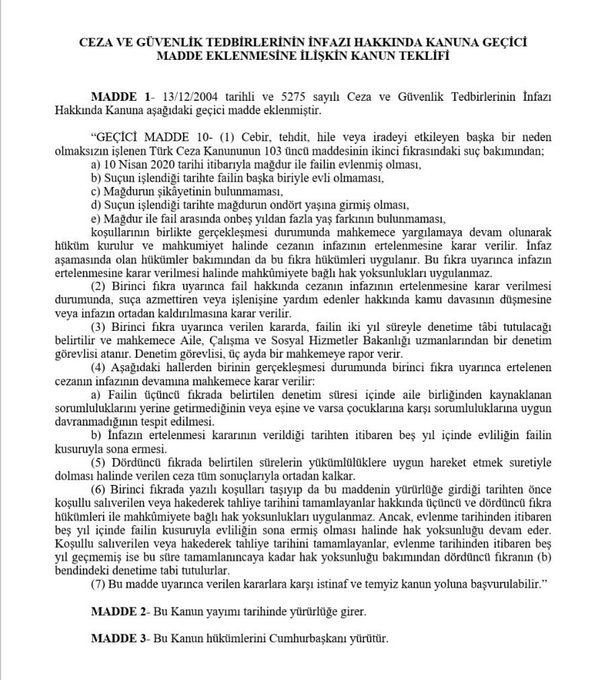 CEZA VE GÜVENLİK TEDBİRLERİNİN İNFAZI HAKKINDA KANUNA GEÇİCİ
MADDE EKLENMESİNE İLİŞKİN KANUN TEKLİFİ
MADDE 1- 13/12/2004 tarihli ve 5275 sayılı Ceza ve Güvenlik Tedbirlerinin İnfazı
Hakkında Kanuna aşağıdaki geçici madde eklenmiştir.
"GEÇİCİ MADDE 10- (1) Cebir, tehdit, hile veya iradeyi etkileyen başka bir neden
olmaksızın işlenen Türk Ceza Kanununun 103 üncü maddesinin ikinci fıkrasındaki suç bakımından;
a) 10 Nisan 2020 tarihi itibarıyla mağdur ile failin evlenmiş olması,
b) Suçun işlendiği tarihte failin başka biriyle evli olmaması,
c) Mağdurun şikâyetinin bulunmaması,
d) Suçun işlendiği tarihte mağdurun ondört yaşına girmiş olması,
e) Mağdur ile fail arasında onbeş yıldan fazla yaş farkının bulunmaması,
koşullarının birlikte gerçekleşmesi durumunda mahkemece yargılamaya devam olunarak
hüküm kurulur ve mahkumiyet halinde cezanın infazının ertelenmesine karar verilir. İnfaz
aşamasında olan hükümler bakımından da bu fıkra hükümleri uygulanır. Bu fıkra uyarınca infazın
ertelenmesine karar verilmesi halinde mahkûmiyete bağlı hak yoksunlukları uygulanmaz.
(2) Birinci fıkra uyarınca fail hakkında cezanın infazının ertelenmesine karar verilmesi
durumunda, suça azmettiren veya işlenişine yardım edenler hakkında kamu davasının düşmesine
veya infazın ortadan kaldırılmasına karar verilir.
(3) Birinci fıkra uyarınca verilen kararda, failin iki yıl süreyle denetime tâbi tutulacağı
belirtilir ve mahkemece Aile, Çalışma ve Sosyal Hizmetler Bakanlığı uzmanlarından bir denetim
görevlisi atanır. Denetim görevlisi, üç ayda bir mahkemeye rapor verir.
(4) Aşağıdaki hallerden birinin gerçekleşmesi durumunda birinci fıkra uyarınca ertelenen
cezanın infazının devamına mahkemece karar verilir:
a) Failin üçüncü fıkrada belirtilen denetim süresi içinde aile birliğinden kaynaklanan
sorumluluklarını yerine getirmediğinin veya eşine ve varsa çocuklarına karşı sorumluluklarına uygun
davranmadığının tespit edilmesi.
b) İnfazın ertelenmesi kararının verildiği tarihten itibaren beş yıl içinde evliliğin failin
kusuruyla sona ermesi.
(5) Dördüncü fıkrada belirtilen sürelerin yükümlülüklere uygun hareket etmek suretiyle
dolması halinde verilen ceza tüm sonuçlarıyla ortadan kalkar.
(6) Birinci fıkrada yazılı koşulları taşıyıp da bu maddenin yürürlüğe girdiği tarihten önce
koşullu salıverilen veya hakederek tahliye tarihini tamamlayanlar hakkında üçüncü ve dördüncü fıkra
hükümleri ile mahkûmiyete bağlı hak yoksunlukları uygulanmaz. Ancak, evlenme tarihinden itibaren
beş yıl içinde failin kusuruyla evliliğin sona ermiş olması halinde hak yoksunluğu devam eder.
Koşullu salıverilen veya hakederek tahliye tarihini tamamlayanlar, evlenme tarihinden itibaren beş
yıl geçmemiş ise bu süre tamamlanıncaya kadar hak yoksunluğu bakımından dördüncü fıkranın (b)
bendindeki denetime tabi tutulurlar.
(7) Bu madde uyarınca verilen kararlara karşı istinaf ve temyiz kanun yoluna başvurulabilir."
MADDE 2- Bu Kanun yayımı tarihinde yürürlüğe girer.
MADDE 3- Bu Kanun hükümlerini Cumhurbaşkanı yürütür.